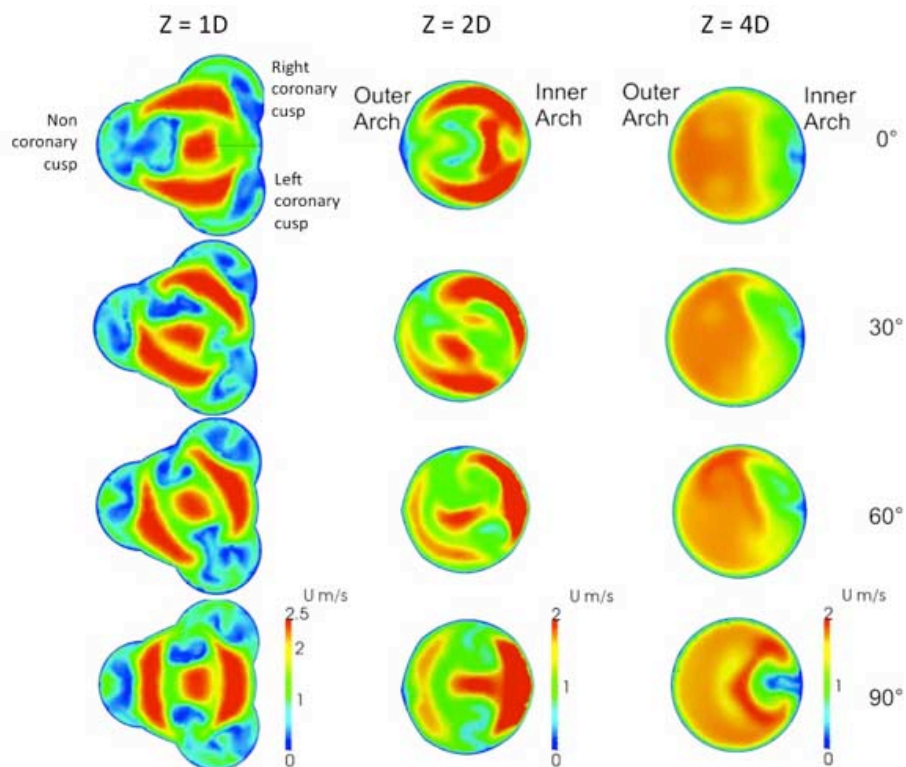 Z = 1D
Z = 2D
Z = 4D
Right
coronary
cusp
Non
coronary
cusp
Left
coronary
cusp
Outer
Arch
Inner
Arch
Outer
Arch
Inner
Arch
0°
30°
60°
U m/s
2.5
2
1
0
U m/s
2
1
0
U m/s
2
1
0
90°